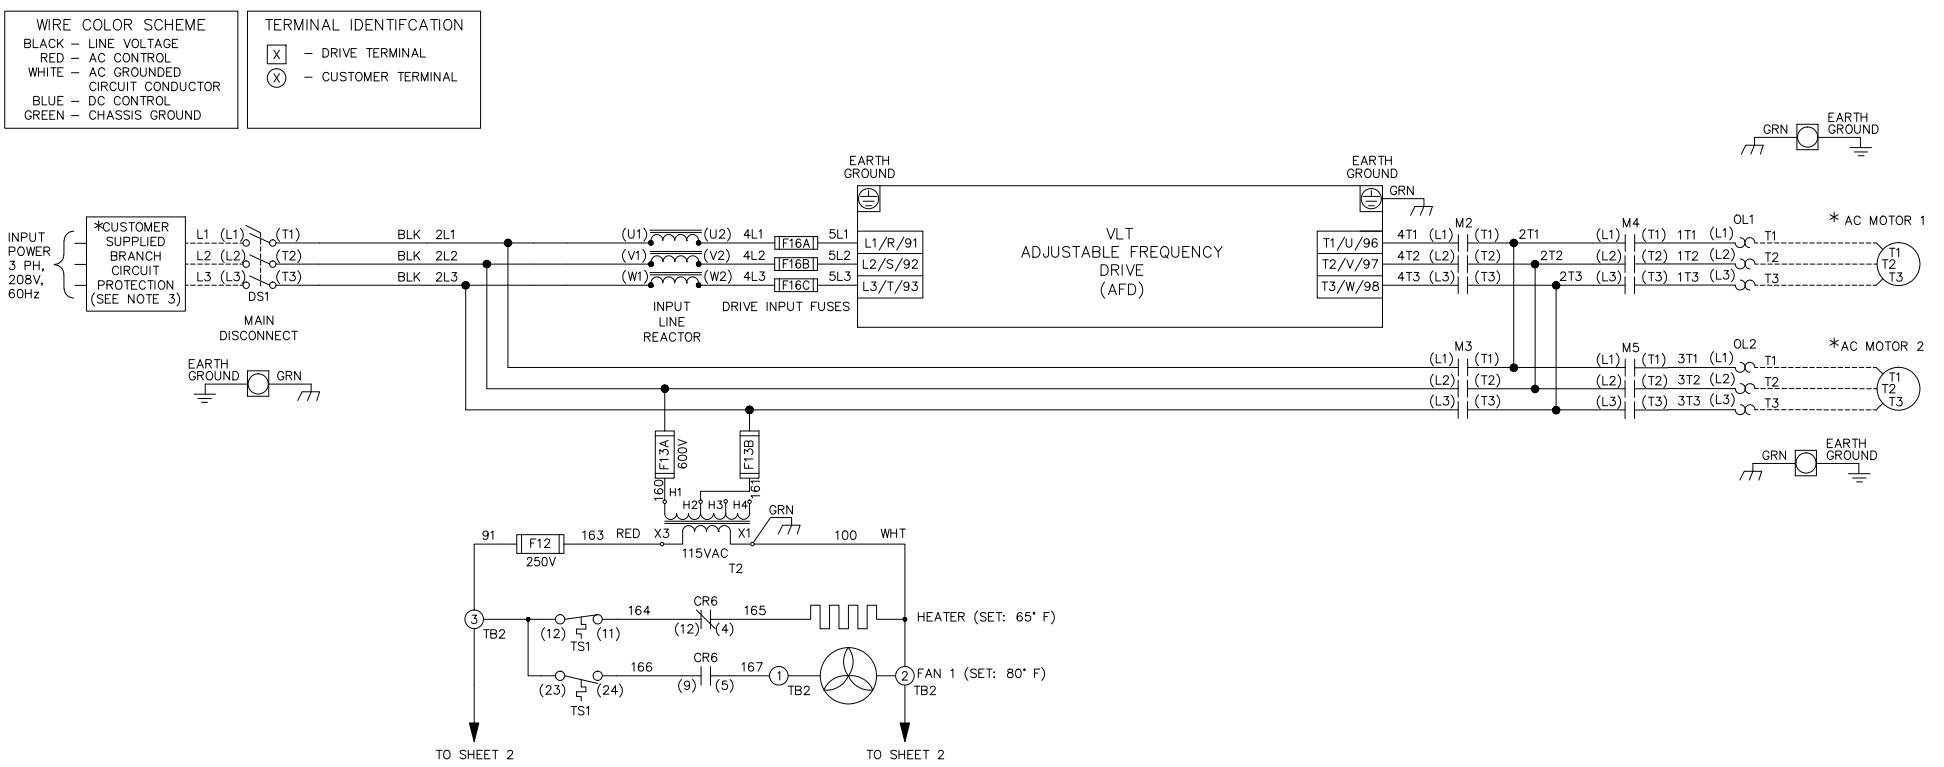 WIRE COLOR SCHEME
BLACK – LINE VOLTAGE
RED – AC CONTROL
WHITE – AC GROUNDED
CIRCUIT CONDUCTOR
BLUE – DC CONTROL
GREEN – CHASSIS GROUND
TERMINAL IDENTIFCATION
X – DRIVE TERMINAL
X – CUSTOMER TERMINAL
INPUT
POWER
3 PH,
208V,
60Hz
*CUSTOMER
SUPPLIED
BRANCH
CIRCUIT
PROTECTION
(SEE NOTE 3)
L1 (L1) (T1) BLK 2L1 (U1) (U2) 4L1 F16A 5L1 L1/R/91
L2 (L2) (T2) BLK 2L2 (V1) (V2) 4L2 F16B 5L2 L2/S/92
L3 (L3) (T3) BLK 2L3 (W1) (W2) 4L3 F16C 5L3 L3/T/93
DS1
MAIN
DISCONNECT
INPUT
LINE
REACTOR
DRIVE INPUT FUSES
EARTH
GROUND
GRN
EARTH
GROUND
VLT
ADJUSTABLE FREQUENCY
DRIVE
(AFD)
EARTH
GROUND
GRN
GRN
EARTH
GROUND
M2 M4 OL1 * AC MOTOR 1
T1/U/96 4T1 (L1) (T1) 2T1 (L1) (T1) 1T1 (L1) T1 T1
T2/V/97 4T2 (L2) (T2) 2T2 (L2) (T2) 1T2 (L2) T2 T2
T3/W/98 4T3 (L3) (T3) 2T3 (L3) (T3) 1T3 (L3) T3 T3
M3 M5 OL2 *AC MOTOR 2
(L1) (T1) (L1) (T1) 3T1 (L1) T1 T1
(L2) (T2) (L2) (T2) 3T2 (L2) T2 T2
(L3) (T3) (L3) (T3) 3T3 (L3) T3 T3
GRN
EARTH
GROUND
F13A
600V
F13B
160
161
H1
H2 H3 H4
GRN
91 F12 163 RED X3 X1 100 WHT
250V
115VAC
T2
3
TB2
164 CR6 165
(12) (11) (12) (4)
TS1
HEATER (SET: 65° F)
166 CR6 167 1
(23) (24) (9) (5) TB2
TS1
2 FAN 1 (SET: 80° F)
TB2
TO SHEET 2
TO SHEET 2